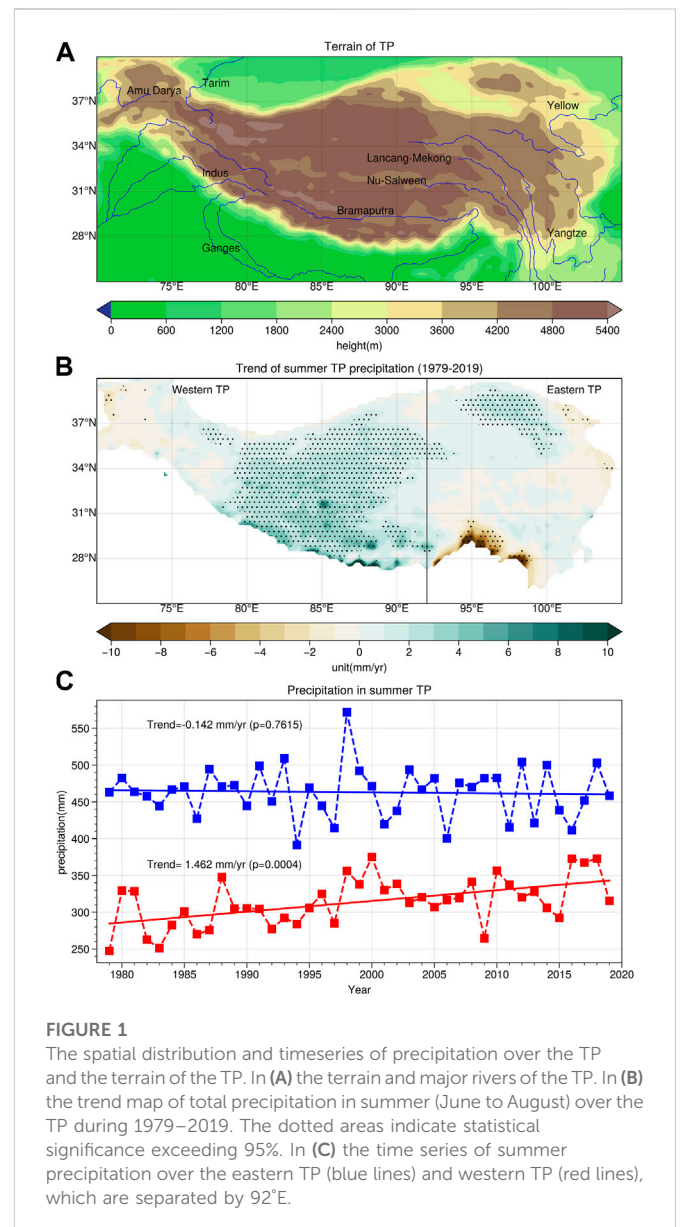 A
Terrain of TP
Tarim
Amu Darya
37°N
Yellow
34°N
Lancang-Mekong
Indus
Nu-Salween
31°N
Bramaputra
28°N
Ganges
Yangtze
75°E 80°E 85°E 90°E 95°E 100°E
0 600 1200 1800 2400 3000 3600 4200 4800 5400
height(m)
B
Trend of summer TP precipitation (1979-2019)
Western TP Eastern TP
37°N
34°N
31°N
28°N
75°E 80°E 85°E 90°E 95°E 100°E
−10 −8 −6 −4 −2 0 2 4 6 8 10
unit(mm/yr)
C
Precipitation in summer TP
Trend=-0.142 mm/yr (p=0.7615)
550
500
450
400
Trend= 1.462 mm/yr (p=0.0004)
350
300
250
precipitation(mm)
1980 1985 1990 1995 2000 2005 2010 2015 2020
Year
FIGURE 1
The spatial distribution and timeseries of precipitation over the TP
and the terrain of the TP. In (A) the terrain and major rivers of the TP. In (B)
the trend map of total precipitation in summer (June to August) over the
TP during 1979–2019. The dotted areas indicate statistical
significance exceeding 95%. In (C) the time series of summer
precipitation over the eastern TP (blue lines) and western TP (red lines),
which are separated by 92°E.